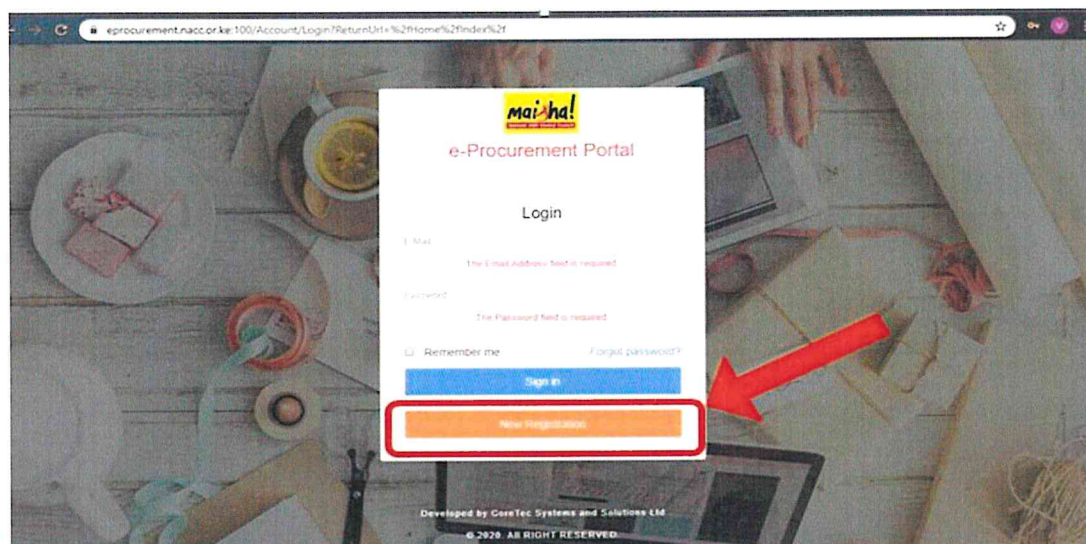 eprocurement.nacc.or.ke:100/Account/Login?ReturnUrl=%2fHome%2fIndex%2f
V
maisha!
e-Procurement Portal
Login
E-Mail
The Email Address field is required
Password
The Password field is required
Remember me
Forgot password?
Sign in
New Registration
Developed by CoreTec Systems and Solutions Ltd
© 2020. ALL RIGHT RESERVED.